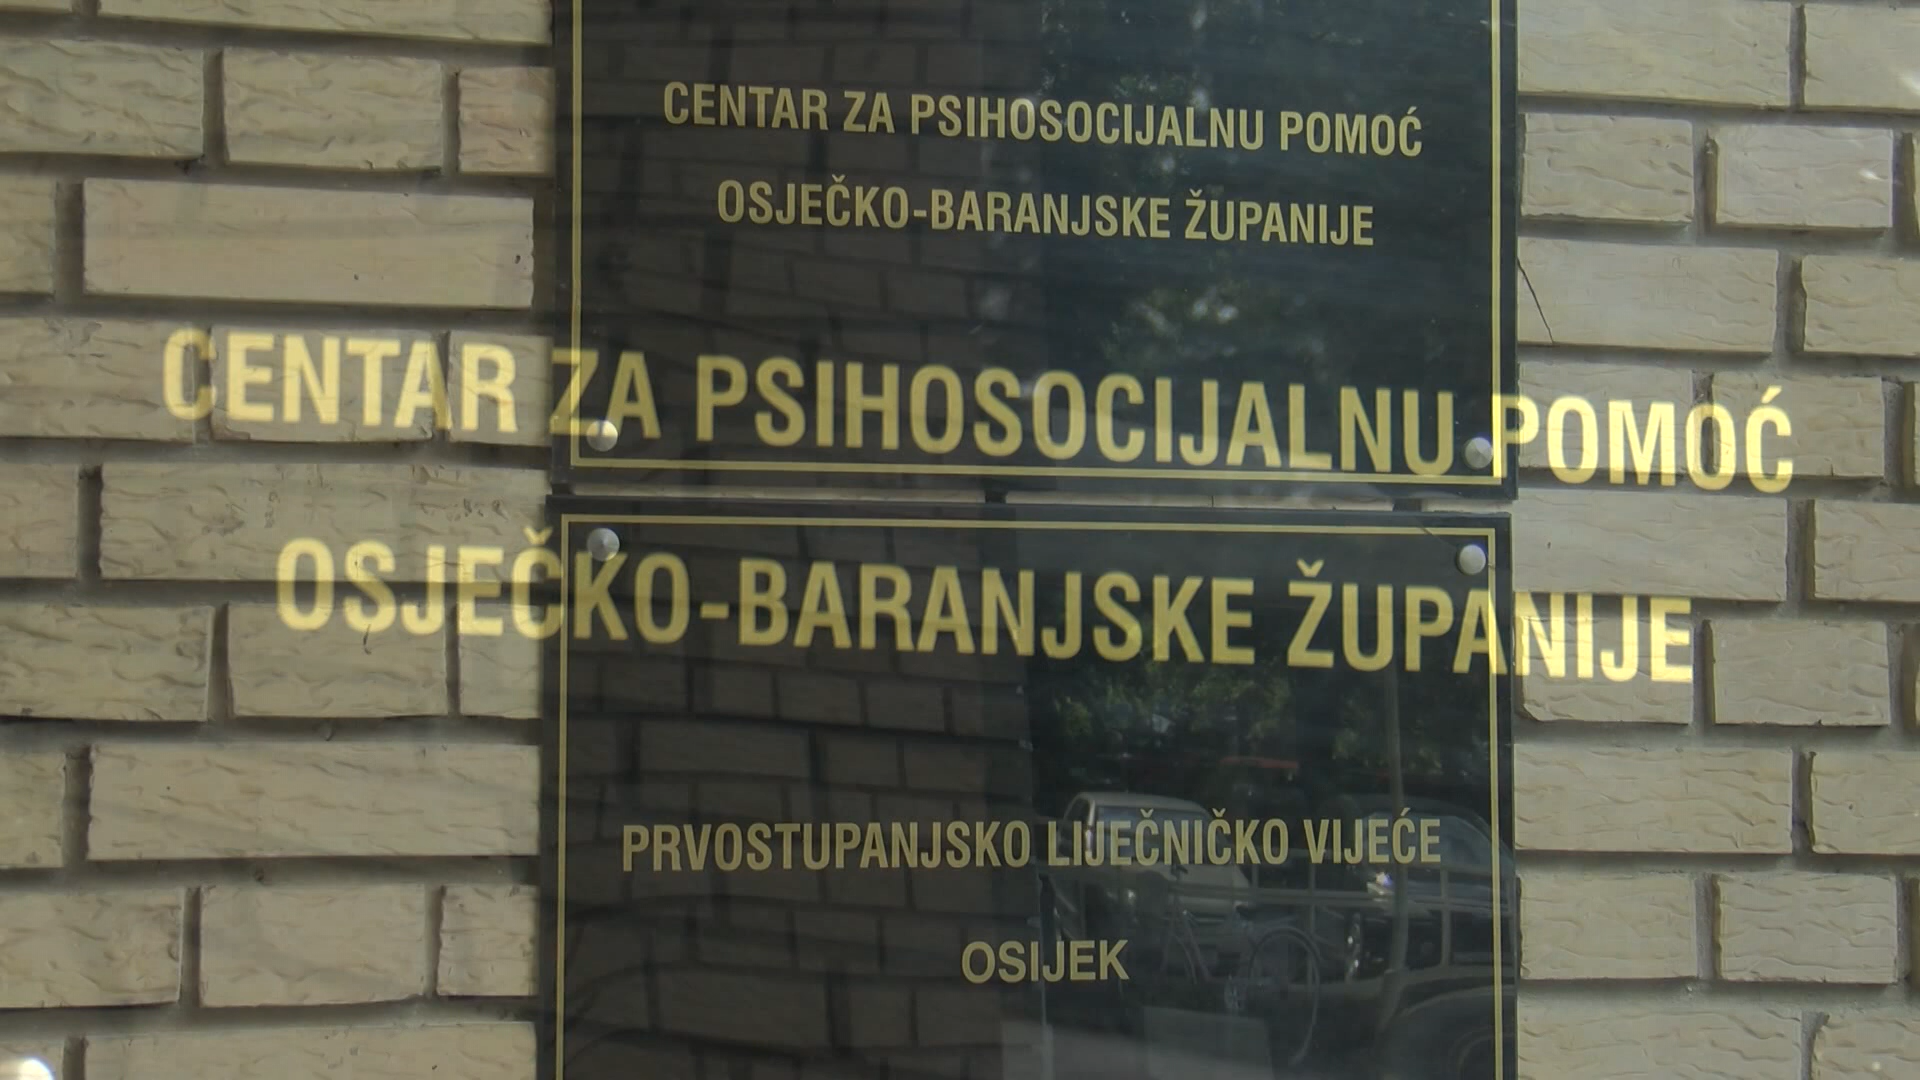 CENTAR ZA PSIHOSOCIJALNU POMOĆ
OSJEČKO-BARANJSKE ŽUPANIJE
CENTAR ZA PSIHOSOCIJALNU POMOĆ
OSJEČKO-BARANJSKE ŽUPANIJE
PRVOSTUPANJSKO LIJEČNIČKO VIJEĆE
OSIJEK